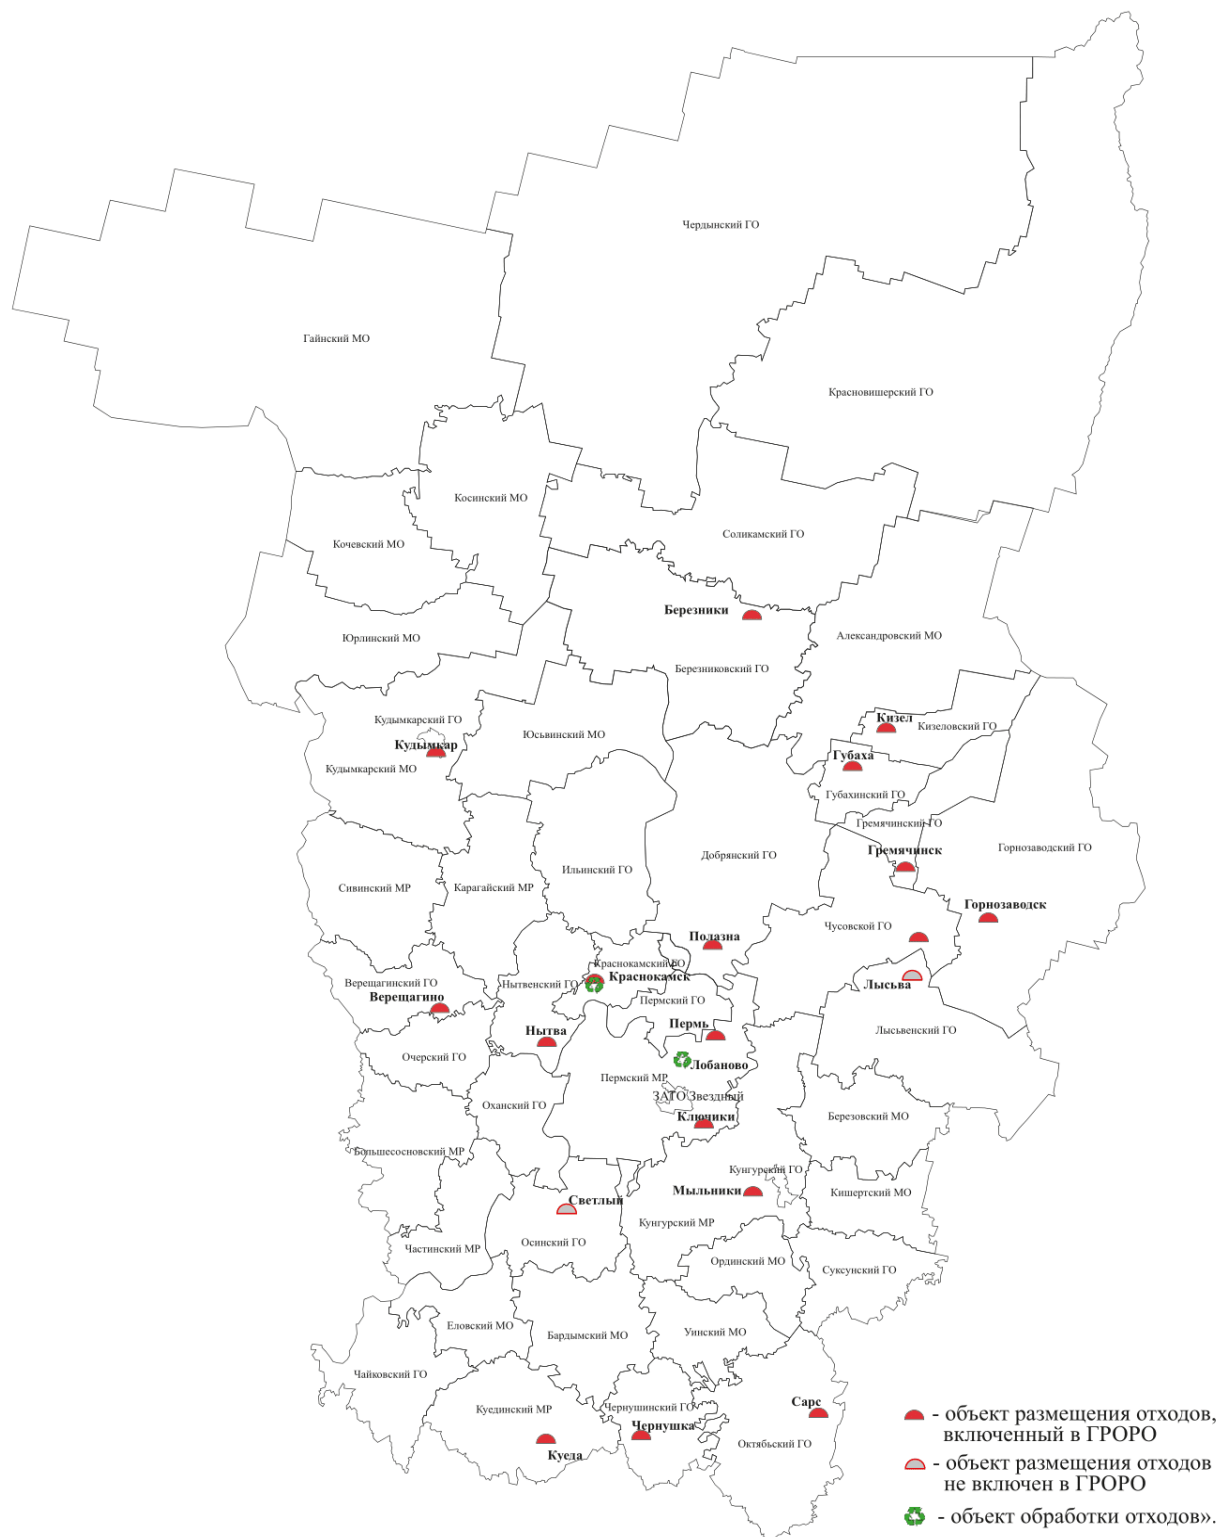 Чердынский ГО
Гайнский МО
Красновишерский ГО
Косинский МО
Соликамский ГО
Кочевский МО
Березники
Юрлинский МО
Александровский МО
Березниковский ГО
Кудымкарский ГО
Кизел
Кизеловский ГО
Юсьвинский МО
Кудымкар
Губаха
Кудымкарский МО
Губахинский ГО
Гремячинский ГО
Гремячинск
Горнозаводский ГО
Добрянский ГО
Ильинский ГО
Сивинский МР
Карагайский МР
Горнозаводск
Чусовской ГО
Полазна
Краснокамский ГО
Краснокамск
Верещагинский ГО
Нытвенский ГО
Лысьва
Верещагино
Пермский ГО
Нытва
Пермь
Лысьвенский ГО
Очерский ГО
Лобаново
Пермский МР
ЗАТО Звездный
Оханский ГО
Ключики
Березовский МО
Большесосновский МР
Кунгурский ГО
Мыльники
Кишертский МО
Светлый
Кунгурский МР
Осинский ГО
Частинский МР
Ординский МО
Суксунский ГО
Еловский МО
Бардымский МО
Уинский МО
Чайковский ГО
Куединский МР
Чернушинский ГО
Сарс
Чернушка
Куеда
Октябьский ГО
- объект размещения отходов,
включенный в ГРОРО
- объект размещения отходов
не включен в ГРОРО
- объект обработки отходов».